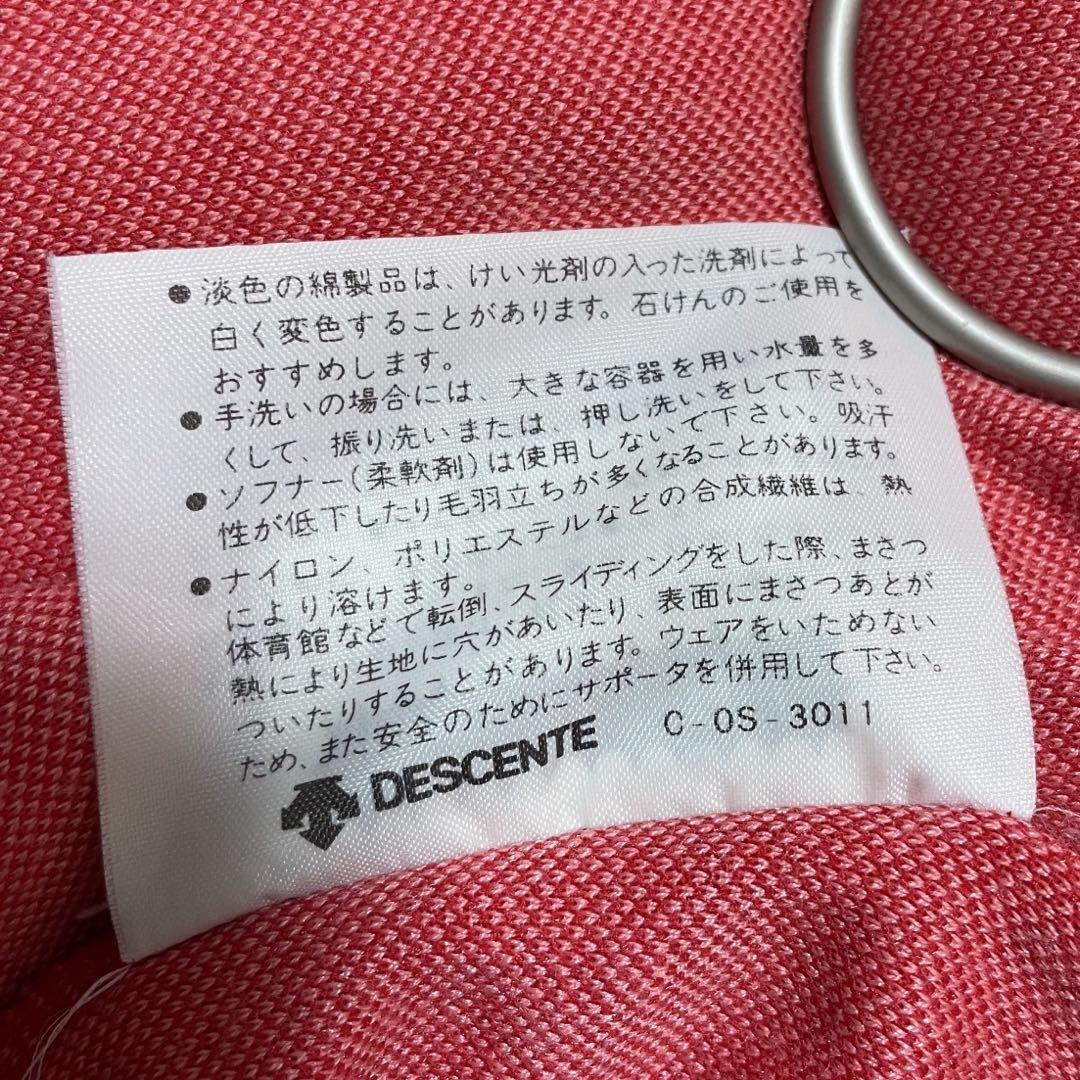 ● 淡色の綿製品は、けい光剤の入った洗剤によって
白く変色することがあります。石けんのご使用を
おすすめします。
● 手洗いの場合には、大きな容器を用い水量を多
くして、振り洗いまたは、押し洗いをして下さい。
● ソフナー(柔軟剤)は使用しないで下さい。吸汗
性が低下したり毛羽立ちが多くなることがあります。
● ナイロン、ポリエステルなどの合成繊維は、熱
により溶けます。
体育館などで転倒、スライディングをした際、まさつ
熱により生地に穴があいたり、表面にまさつあとが
ついたりすることがあります。ウェアをいためない
ため、また安全のためにサポータを併用して下さい。
DESCENTE C-OS-3011